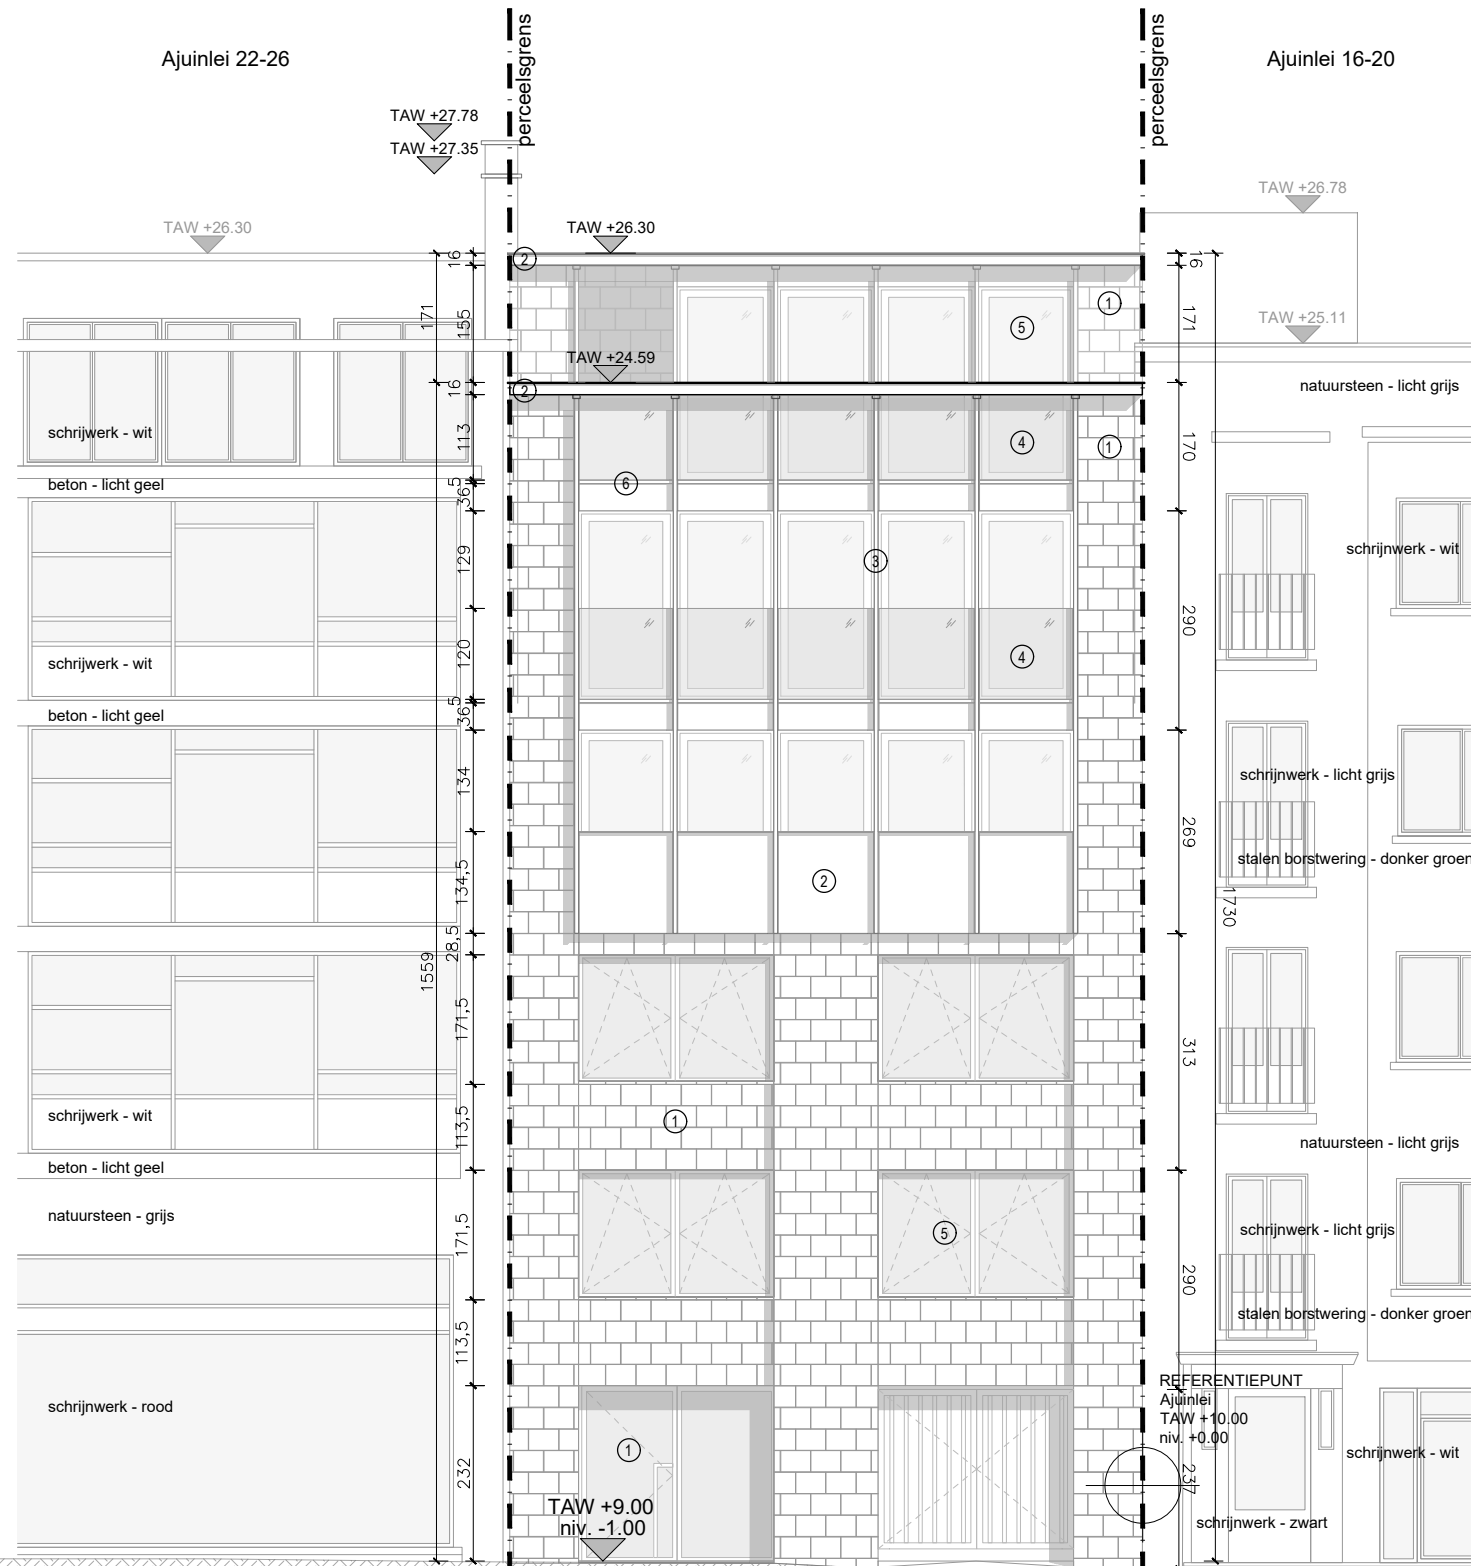 Ajuinlei 22-26
perceelsgrens
perceelsgrens
Ajuinlei 16-20
TAW +27.78
TAW +27.35
TAW +26.30
TAW +26.30
TAW +26.78
TAW +25.11
TAW +24.59
16
155
171
16
113
36,5
129
120
36,5
134
134,5
28,5
1559
171,5
113,5
171,5
113,5
232
16
171
170
290
269
1730
313
290
237
2
1
5
2
4
1
6
3
4
2
1
5
1
schrijwerk - wit
beton - licht geel
schrijwerk - wit
beton - licht geel
schrijwerk - wit
beton - licht geel
natuursteen - grijs
schrijnwerk - rood
natuursteen - licht grijs
schrijnwerk - wit
schrijnwerk - licht grijs
stalen borstwering - donker groen
natuursteen - licht grijs
schrijnwerk - licht grijs
stalen borstwering - donker groen
REFERENTIEPUNT
Ajuinlei
TAW +10.00
niv. +0.00
schrijnwerk - wit
schrijnwerk - zwart
TAW +9.00
niv. -1.00